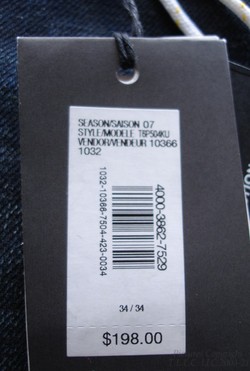 SEASON/SAISON 07
STYLE/MODELE T6P504KU
VENDOR/VENDEUR 10366
1032
1032-10366-7504-423-0034
4000-3862-7529
34 / 34
$198.00